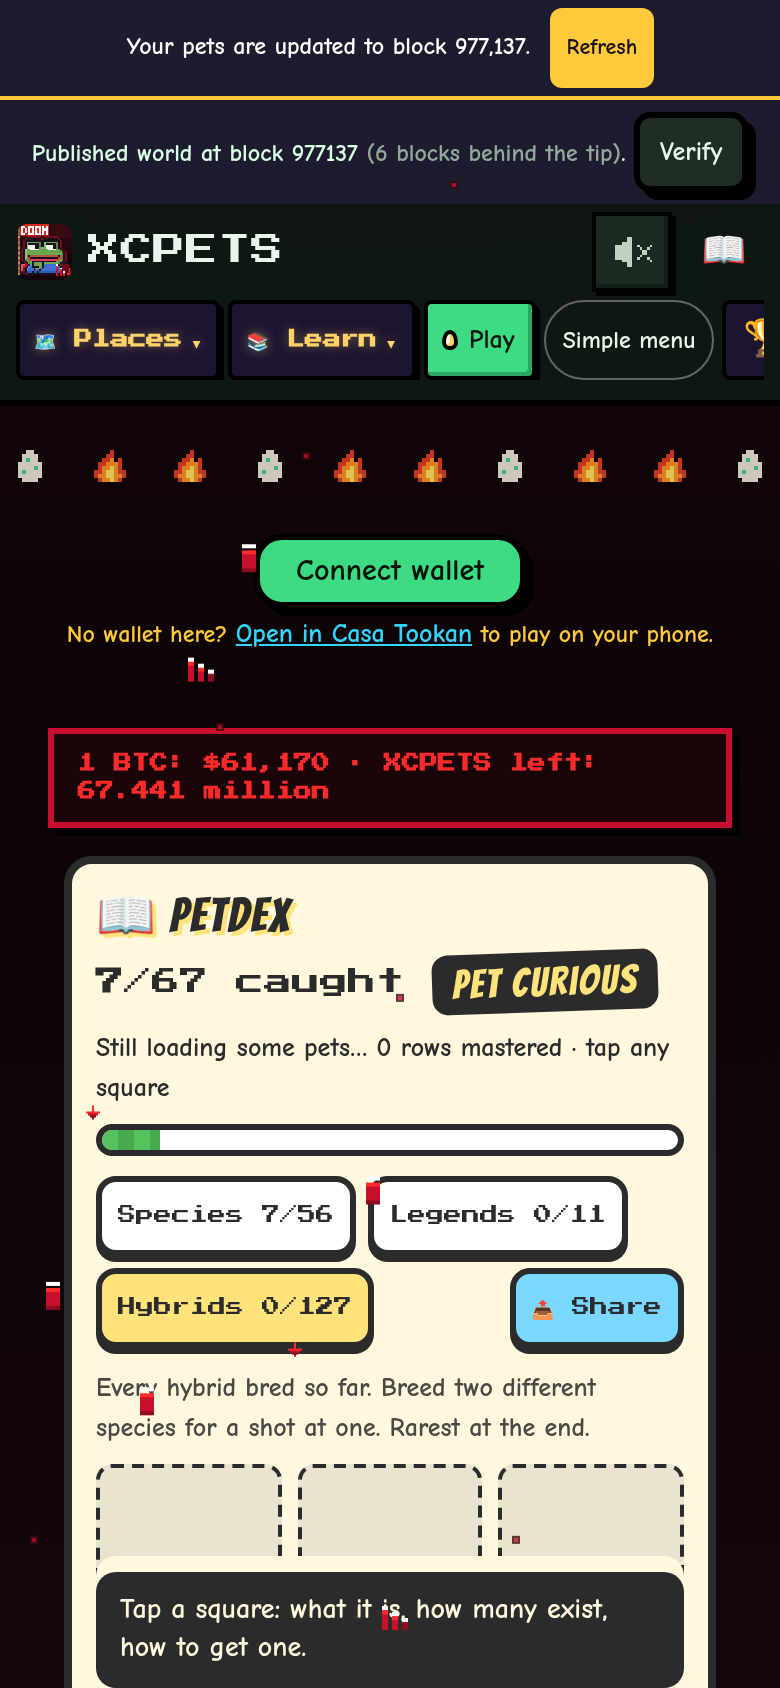 Your pets are updated to block 977,137.
Refresh
Published world at block 977137 (6 blocks behind the tip).
Verify
DOOM
XCPETS
Places ▼
Learn ▼
Play
Simple menu
Connect wallet
No wallet here? Open in Casa Tookan to play on your phone.
1 BTC: $61,170 · XCPETS left:
67.441 million
PETDEX
7/67 caught
PET CURIOUS
Still loading some pets... 0 rows mastered · tap any
square
Species 7/56
Legends 0/11
Hybrids 0/127
Share
Every hybrid bred so far. Breed two different
species for a shot at one. Rarest at the end.
Tap a square: what it is, how many exist,
how to get one.